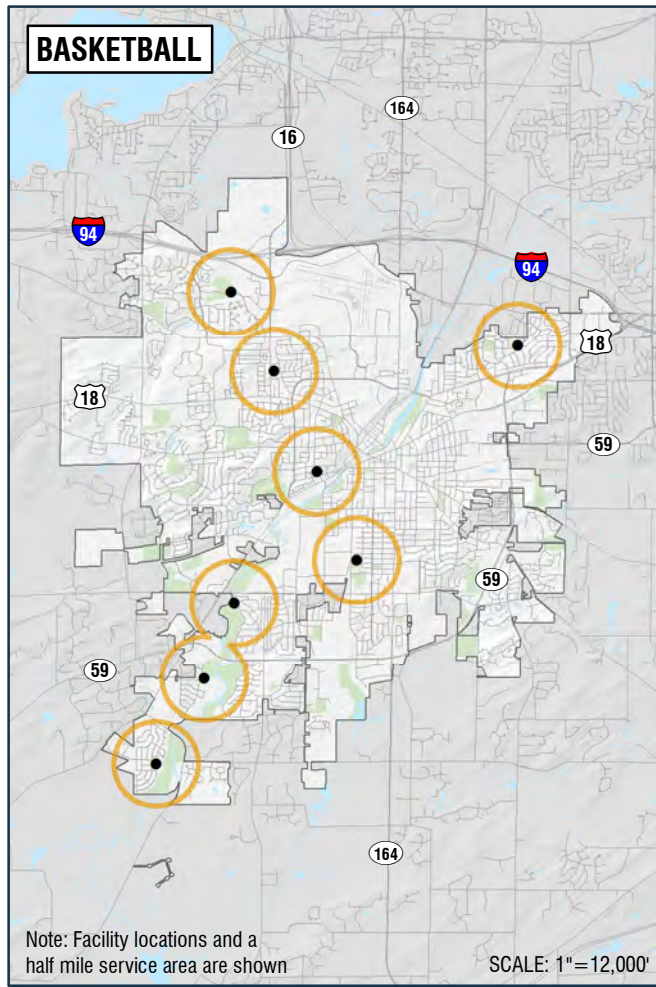 BASKETBALL
164
16
94
94
18
18
59
59
59
164
Note: Facility locations and a
half mile service area are shown
SCALE: 1"=12,000'